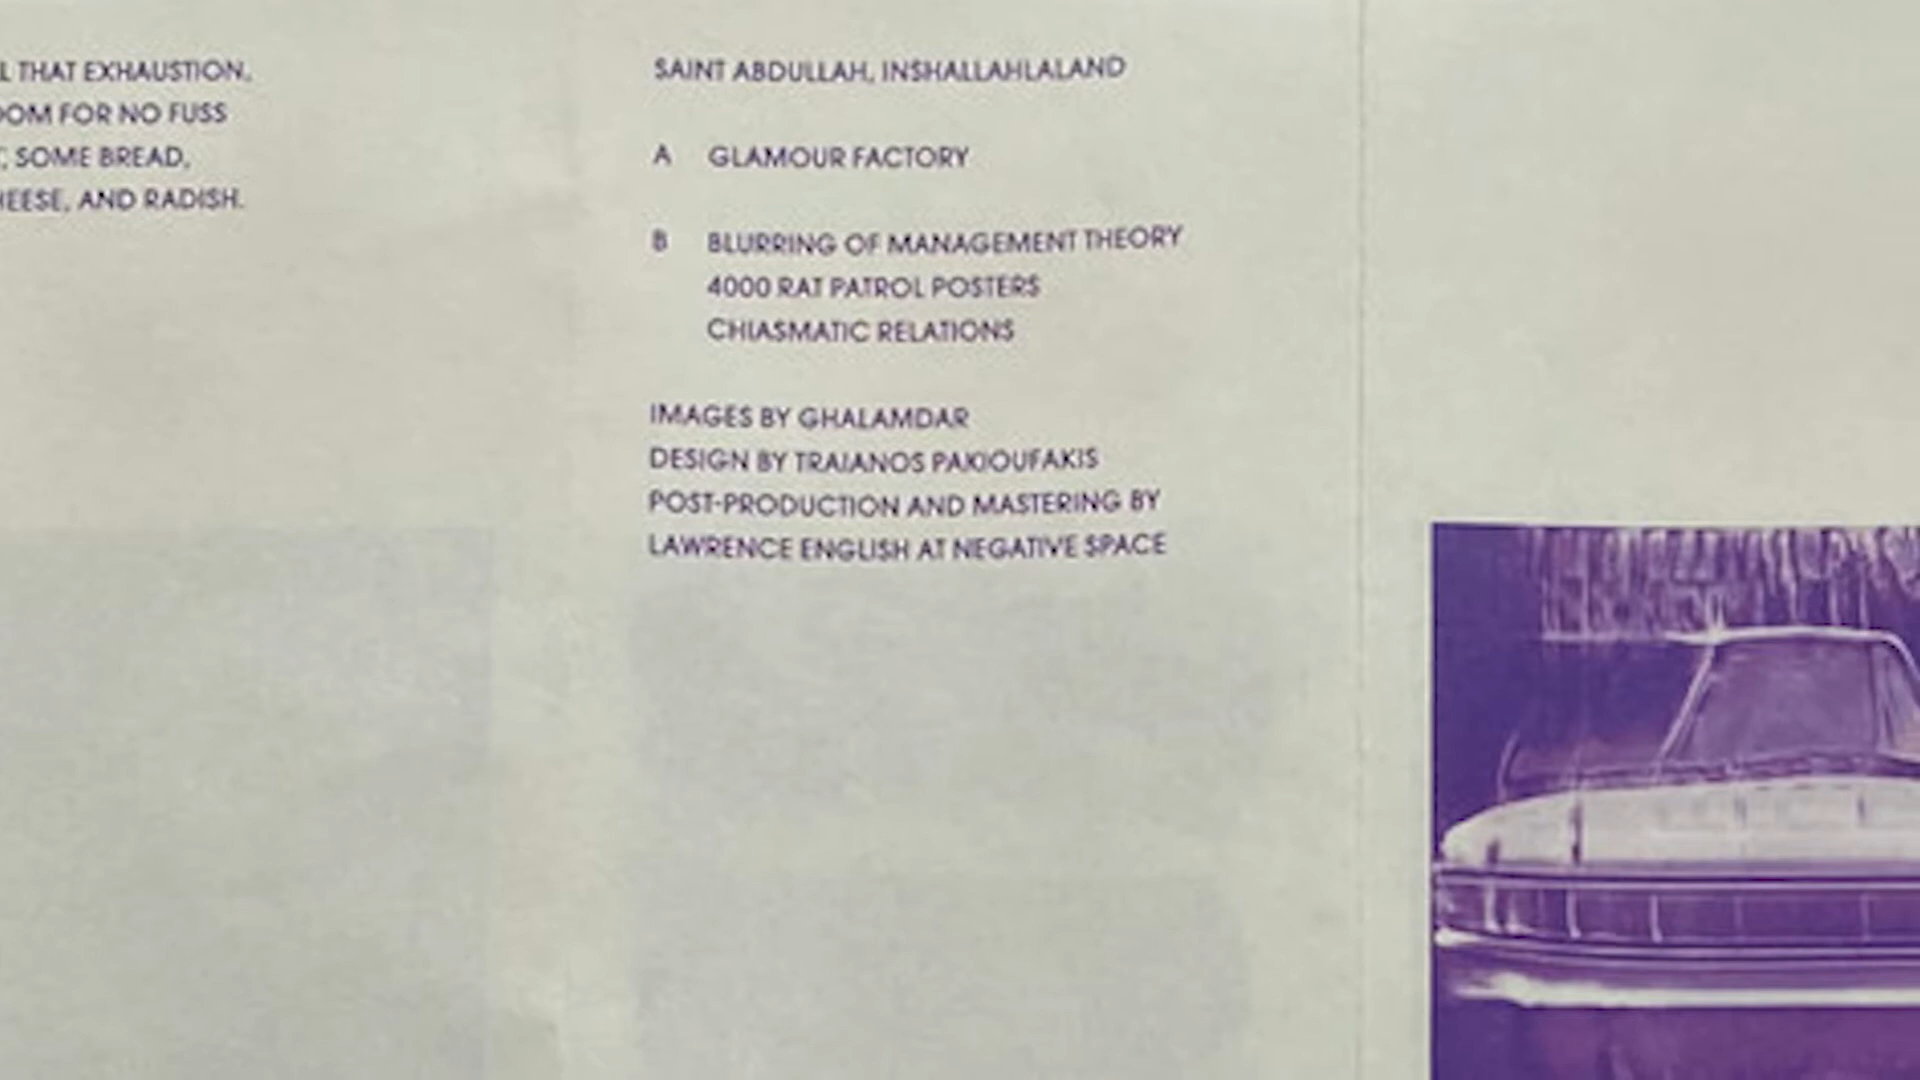 THAT EXHAUSTION,
FOR NO FUSS
SOME BREAD,
AND RADISH.
SAINT ABDULLAH, INSHALLAHLALAND
A GLAMOUR FACTORY
B BLURRING OF MANAGEMENT THEORY
4000 RAT PATROL POSTERS
CHIASMATIC RELATIONS
IMAGES BY GHALAMDAR
DESIGN BY TRAIANOS PAKIOUFAKIS
POST-PRODUCTION AND MASTERING BY
LAWRENCE ENGLISH AT NEGATIVE SPACE